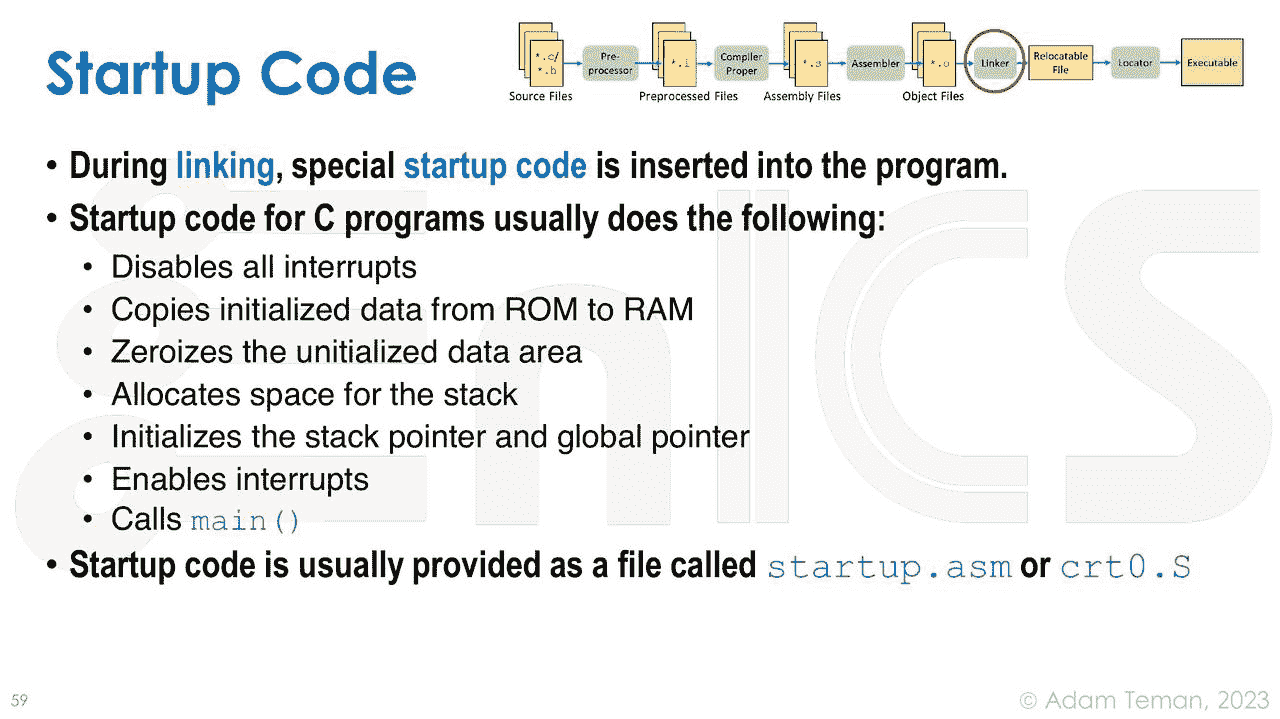 Startup Code
*.c/
*.h
Source Files
Pre-
processor
*.i
Preprocessed Files
Compiler
Proper
*.s
Assembly Files
Assembler
*.o
Object Files
Linker
Relocatable
File
Locator
Executable
• During linking, special startup code is inserted into the program.
• Startup code for C programs usually does the following:
• Disables all interrupts
• Copies initialized data from ROM to RAM
• Zeroizes the unitialized data area
• Allocates space for the stack
• Initializes the stack pointer and global pointer
• Enables interrupts
• Calls main()
• Startup code is usually provided as a file called startup.asm or crt0.S
EnICS
59
© Adam Teman, 2023